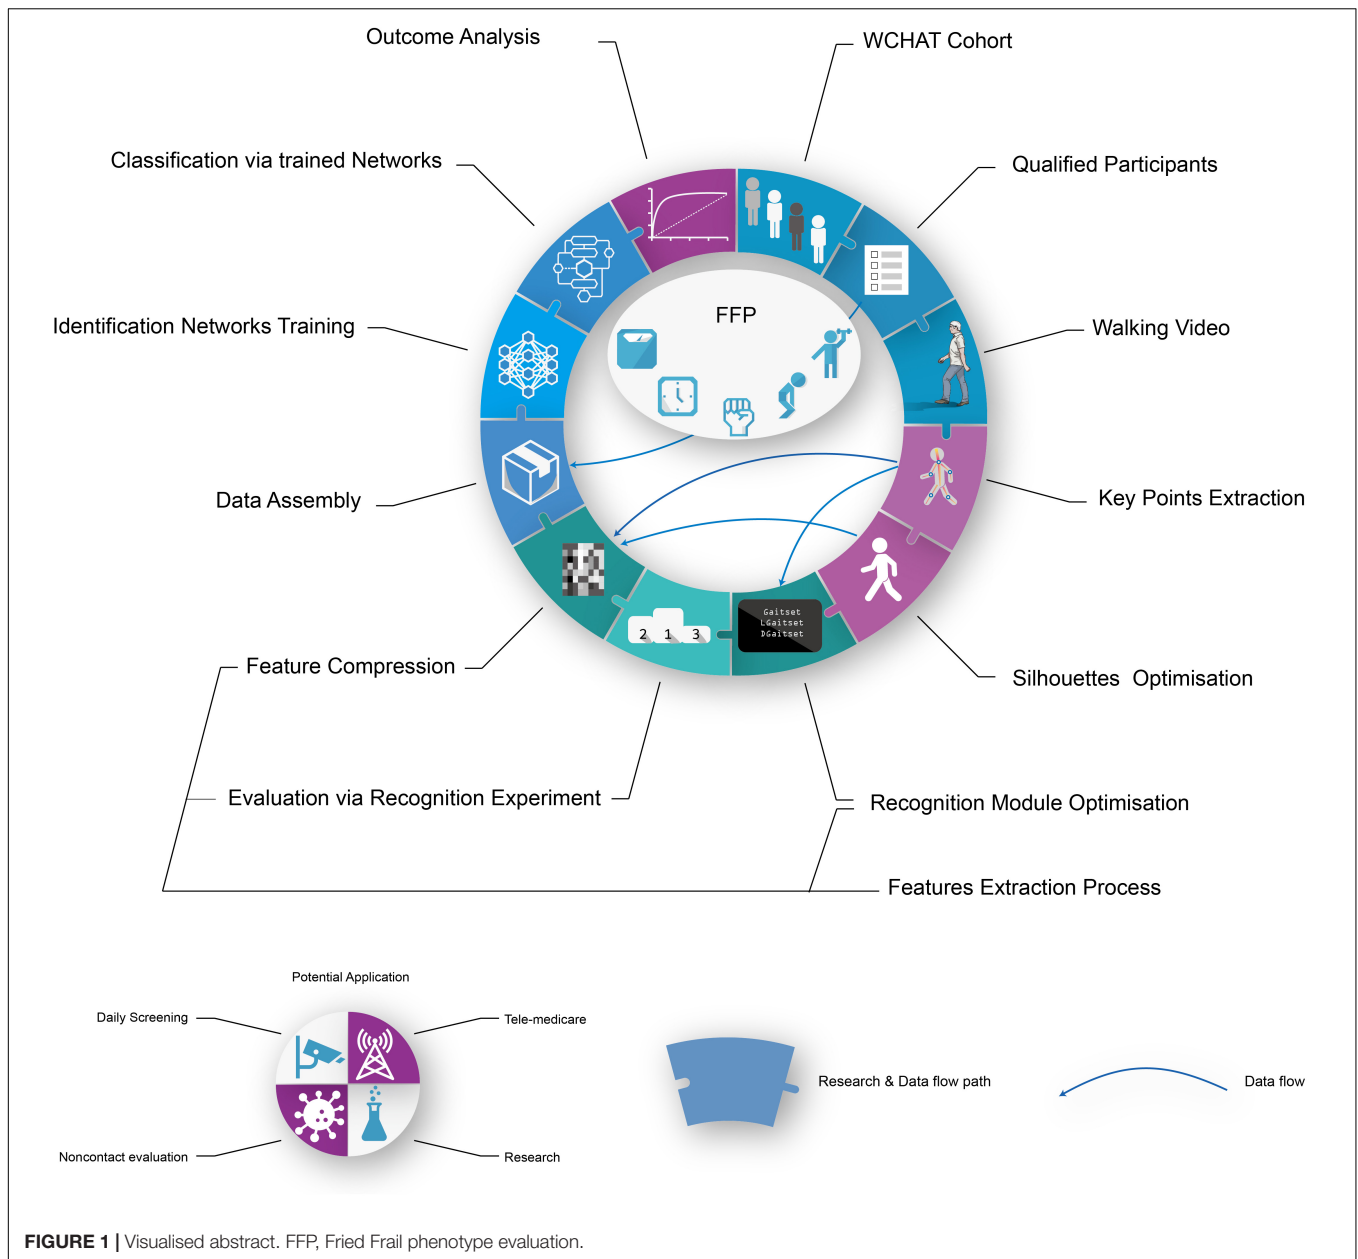 Outcome Analysis
WCHAT Cohort
Classification via trained Networks
Qualified Participants
FFP
Identification Networks Training
Walking Video
Data Assembly
Key Points Extraction
Gaitset
LGaitset
DGaitset
2 1 3
Feature Compression
Silhouettes Optimisation
Evaluation via Recognition Experiment
Recognition Module Optimisation
Features Extraction Process
Potential Application
Daily Screening
Tele-medicare
Research & Data flow path
Data flow
Noncontact evaluation
Research
FIGURE 1 | Visualised abstract. FFP, Fried Frail phenotype evaluation.